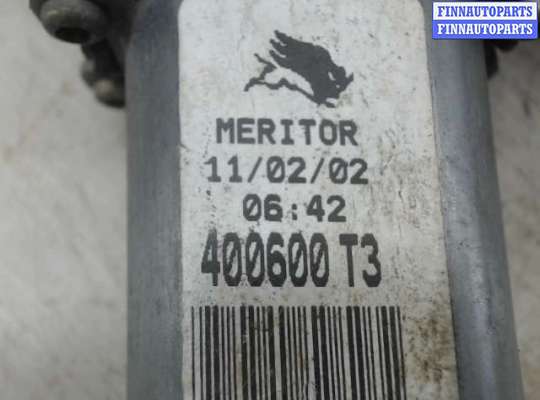 FINNAUTOPARTS
FINNAUTOPARTS
MERITOR
11/02/02
06:42
400600 T3